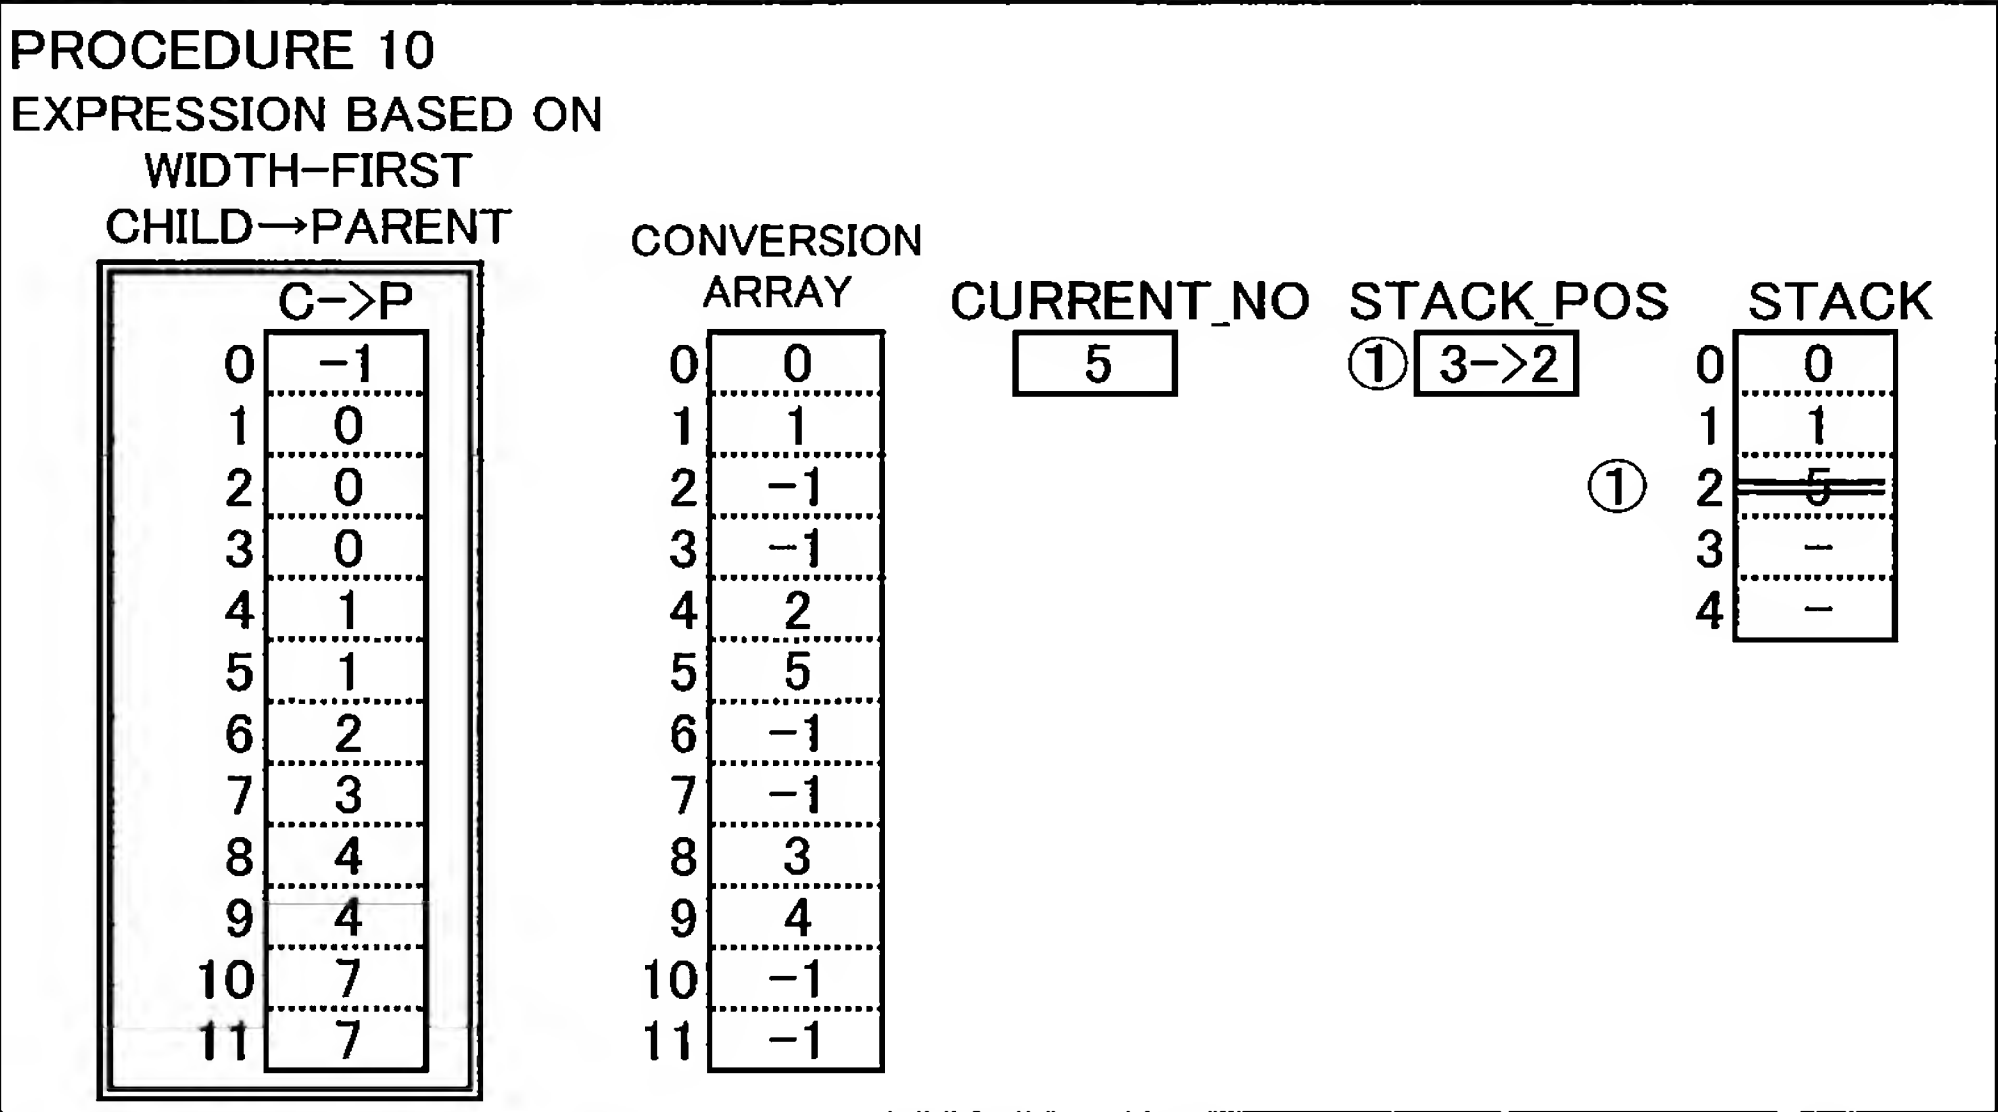 PROCEDURE 10
EXPRESSION BASED ON
WIDTH-FIRST
CHILD→PARENT
CONVERSION
ARRAY
C->P CURRENT_NO STACK_POS STACK
0 -1 0 0 5 ① 3->2 0 0
1 0 1 1 1 1
2 0 2 -1 ① 2 5
3 0 3 -1 3 -
4 1 4 2 4 -
5 1 5 5
6 2 6 -1
7 3 7 -1
8 4 8 3
9 4 9 4
10 7 10 -1
11 7 11 -1